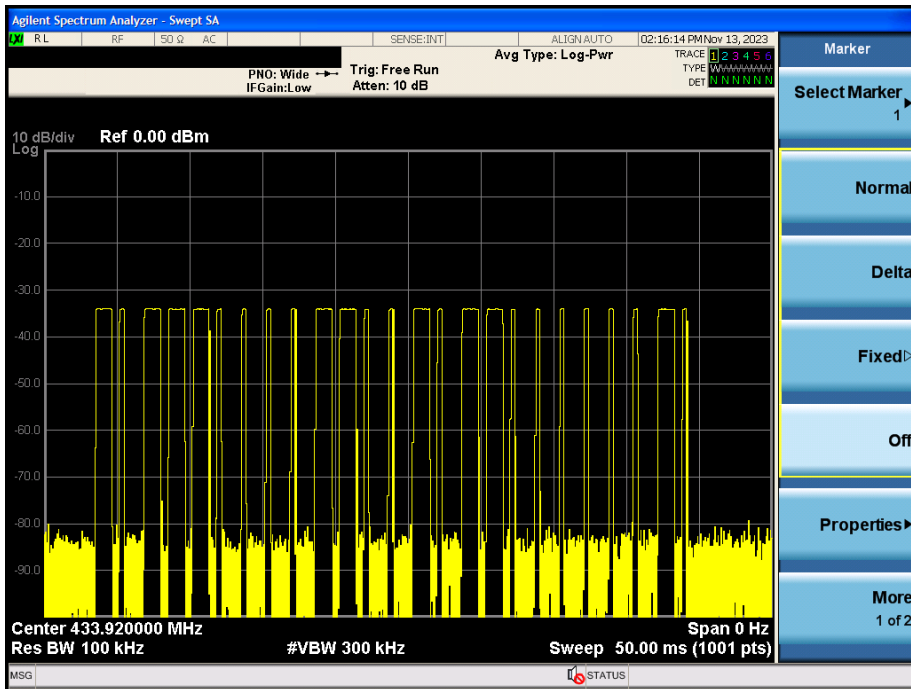 Agilent Spectrum Analyzer - Swept SA
LXI RL RF 50 Ω AC SENSE:INT ALIGN AUTO 02:16:14 PM Nov 13, 2023
Marker
Avg Type: Log-Pwr TRACE 1 2 3 4 5 6
PNO: Wide Trig: Free Run TYPE WWWWWW
IFGain:Low Atten: 10 dB DET N N N N N N
Select Marker
1
10 dB/div Ref 0.00 dBm
Log
Normal
-10.0
-20.0
Delta
-30.0
-40.0
Fixed
-50.0
Off
-60.0
-70.0
Properties
-80.0
-90.0
More
1 of 2
Center 433.920000 MHz Span 0 Hz
Res BW 100 kHz #VBW 300 kHz Sweep 50.00 ms (1001 pts)
MSG STATUS